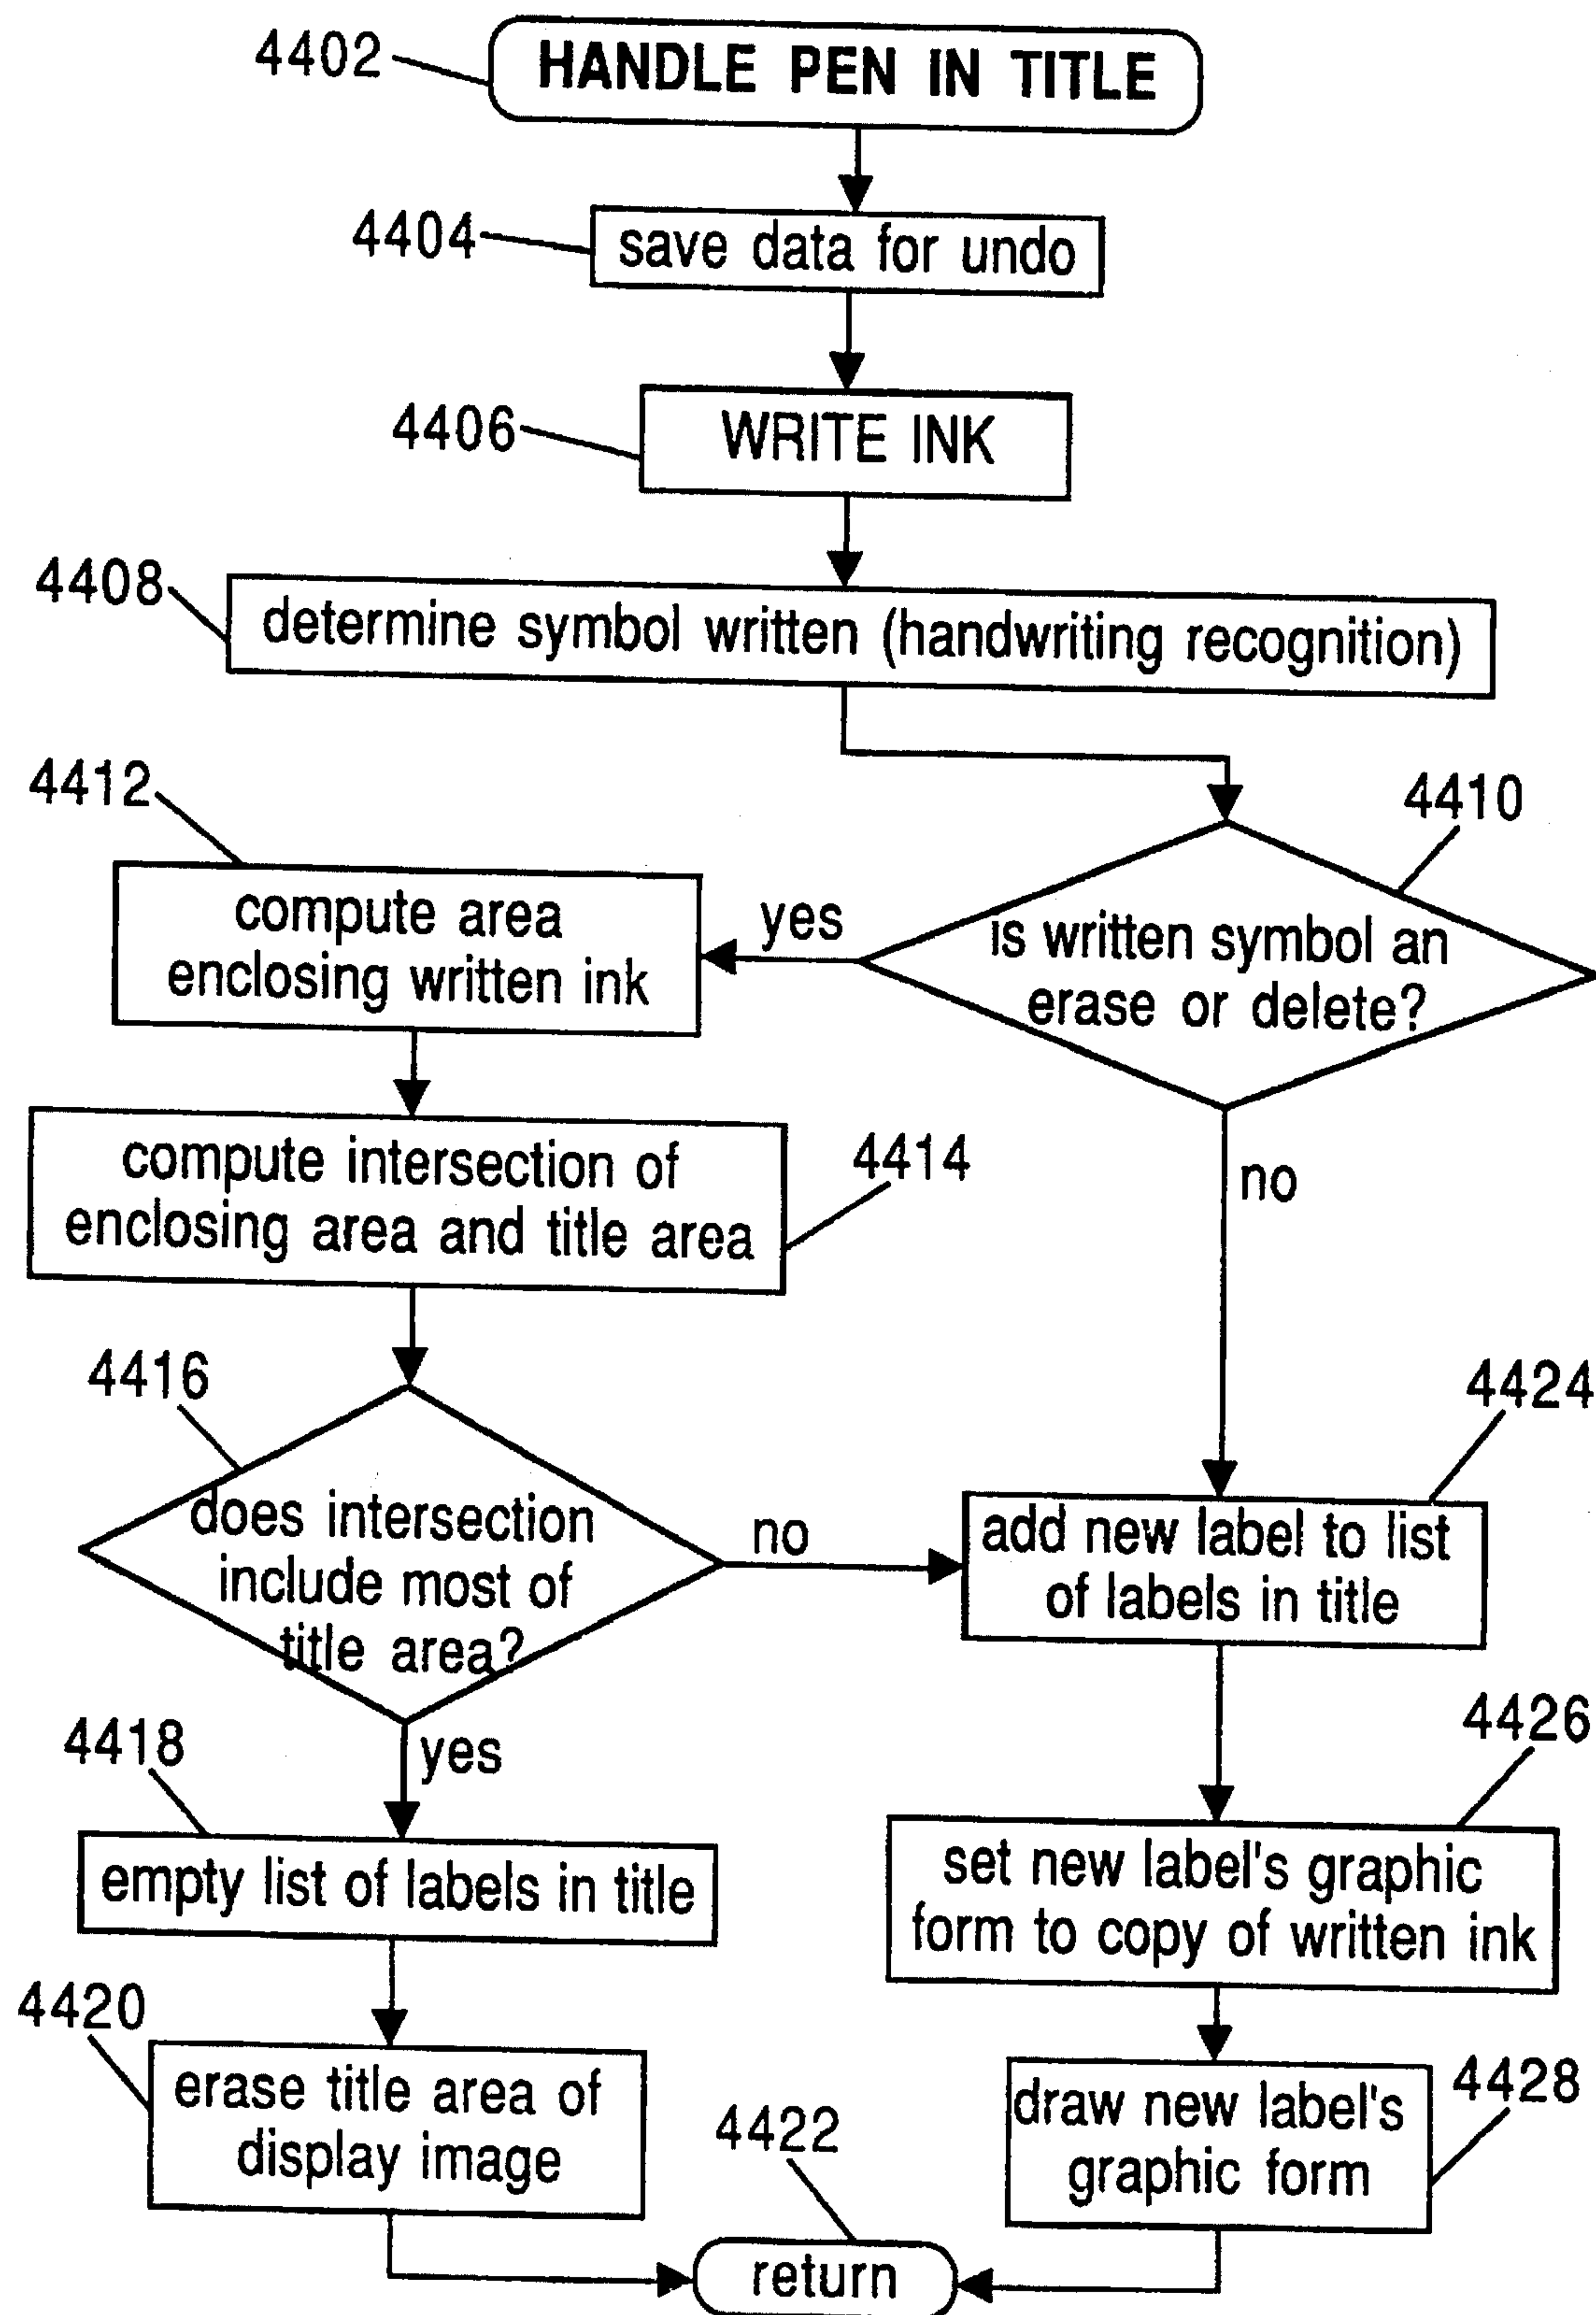 4402
HANDLE PEN IN TITLE
4404
save data for undo
4406
WRITE INK
4408
determine symbol written (handwriting recognition)
4410
is written symbol an
erase or delete?
yes
no
4412
compute area
enclosing written ink
4414
compute intersection of
enclosing area and title area
4416
does intersection
include most of
title area?
no
yes
4418
empty list of labels in title
4420
erase title area of
display image
4424
add new label to list
of labels in title
4426
set new label's graphic
form to copy of written ink
4428
draw new label's
graphic form
4422
return